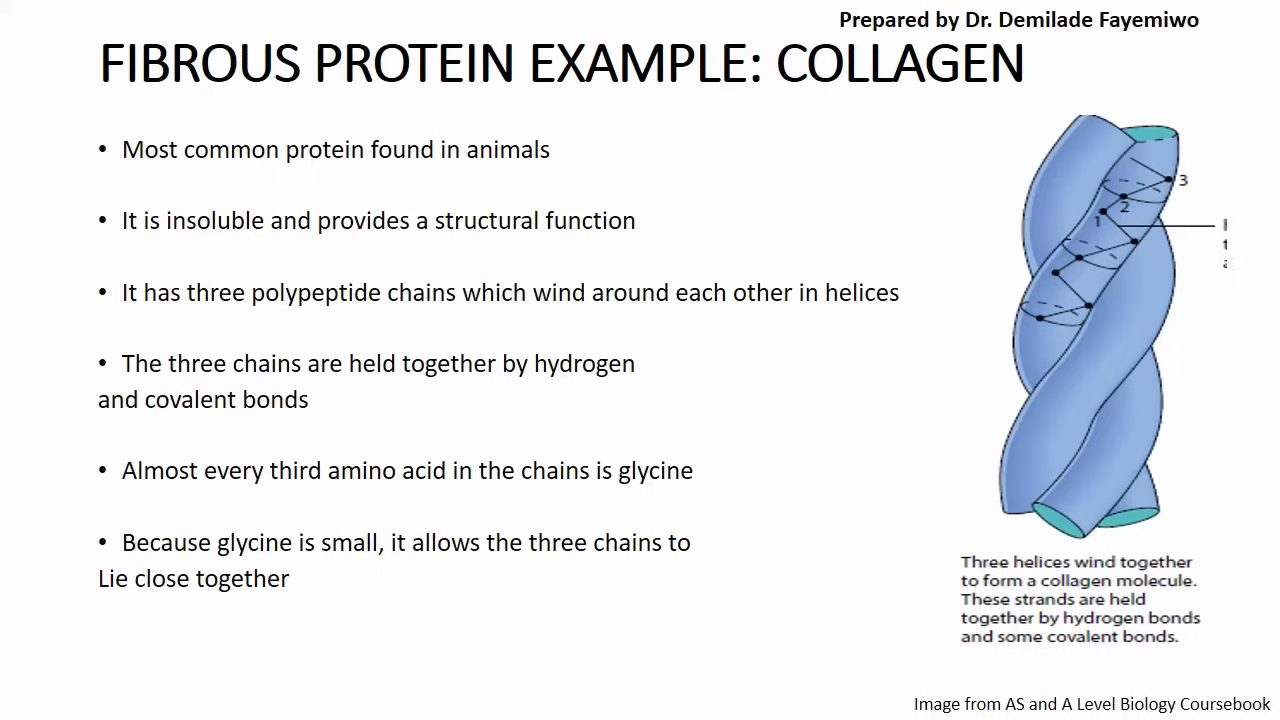 Prepared by Dr. Demilade Fayemiwo
FIBROUS PROTEIN EXAMPLE: COLLAGEN
• Most common protein found in animals
• It is insoluble and provides a structural function
• It has three polypeptide chains which wind around each other in helices
• The three chains are held together by hydrogen
and covalent bonds
• Almost every third amino acid in the chains is glycine
• Because glycine is small, it allows the three chains to
Lie close together
3
2
1
Three helices wind together
to form a collagen molecule.
These strands are held
together by hydrogen bonds
and some covalent bonds.
Image from AS and A Level Biology Coursebook